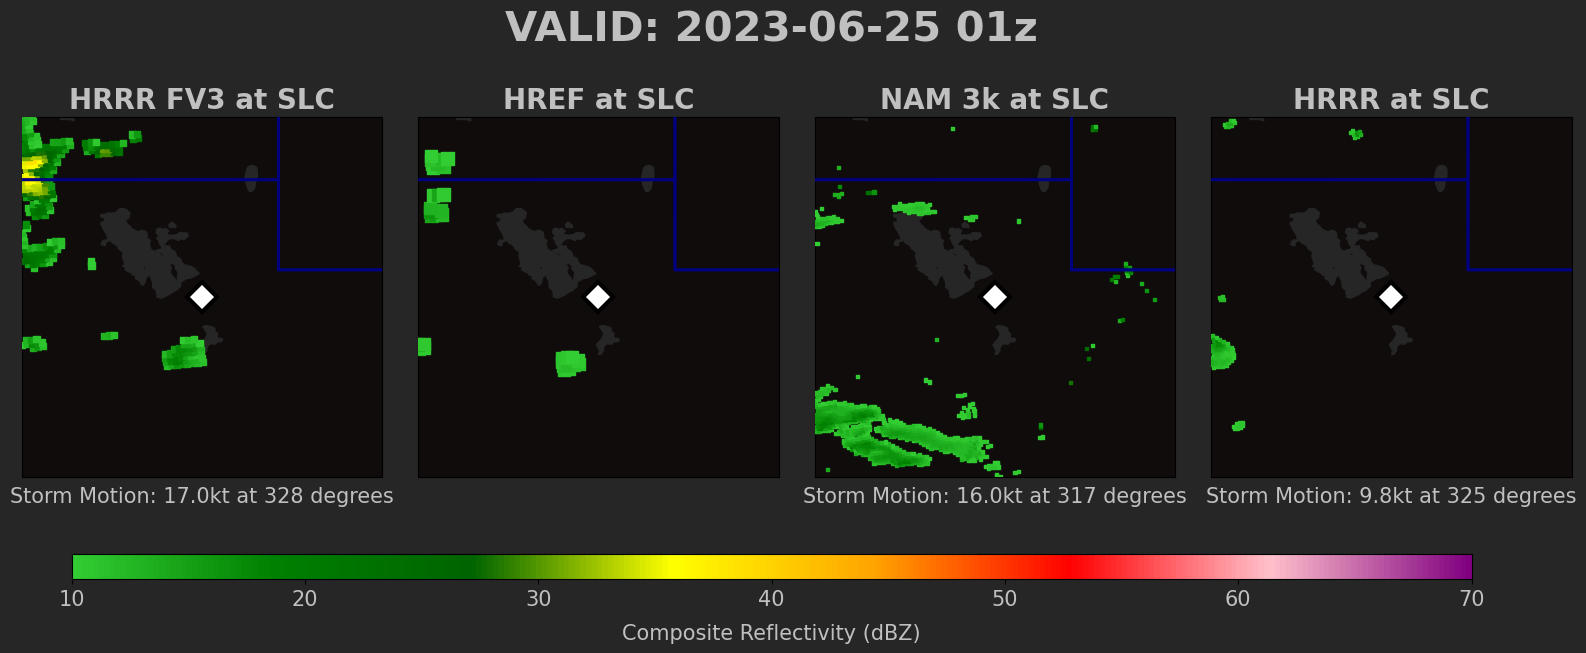 VALID: 2023-06-25 01z
HRRR FV3 at SLC
HREF at SLC
NAM 3k at SLC
HRRR at SLC
Storm Motion: 17.0kt at 328 degrees
Storm Motion: 16.0kt at 317 degrees
Storm Motion: 9.8kt at 325 degrees
10 20 30 40 50 60 70
Composite Reflectivity (dBZ)